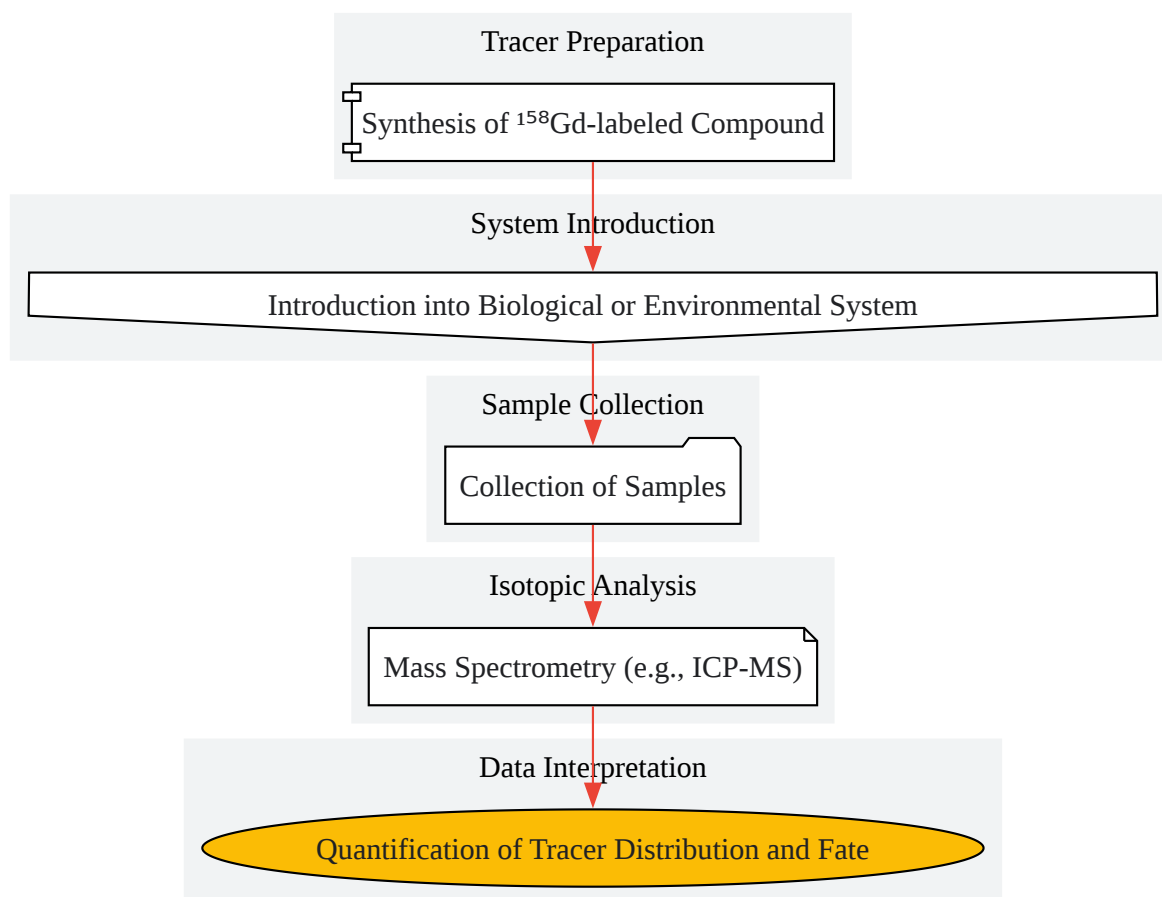 Tracer Preparation
Synthesis of ¹⁵⁸Gd-labeled Compound
System Introduction
Introduction into Biological or Environmental System
Sample Collection
Collection of Samples
Isotopic Analysis
Mass Spectrometry (e.g., ICP-MS)
Data Interpretation
Quantification of Tracer Distribution and Fate